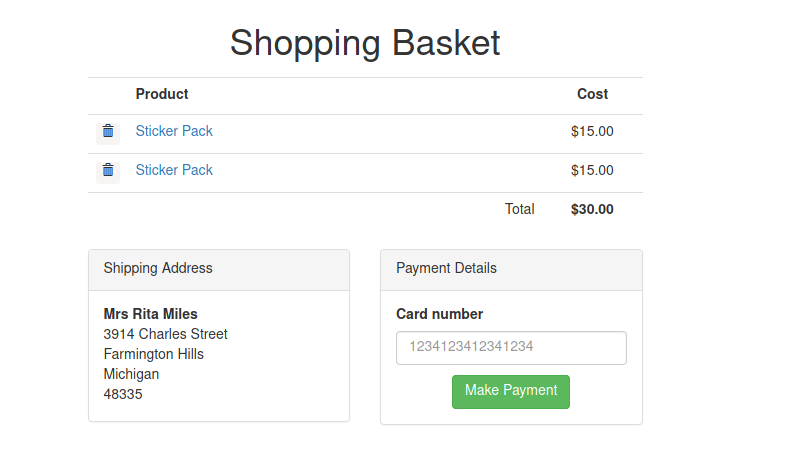 Shopping Basket
Product Cost
Sticker Pack $15.00
Sticker Pack $15.00
Total $30.00
Shipping Address
Mrs Rita Miles
3914 Charles Street
Farmington Hills
Michigan
48335
Payment Details
Card number
1234123412341234
Make Payment